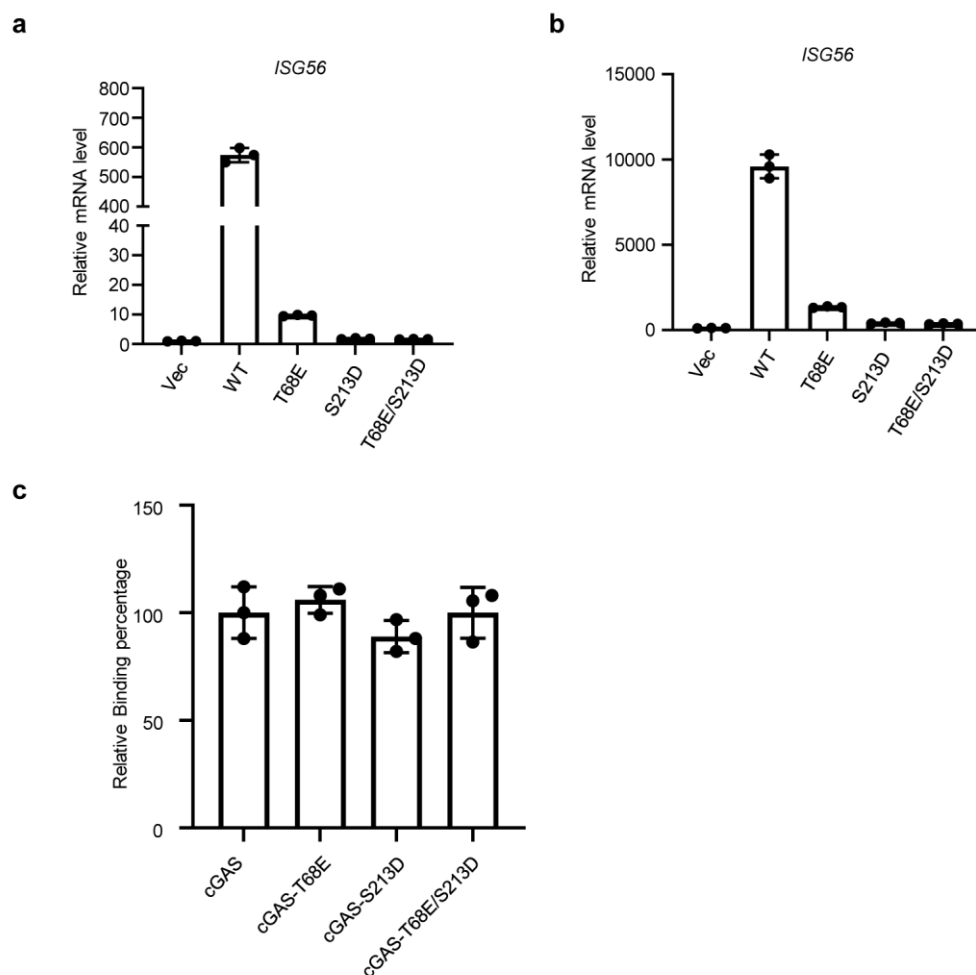 a
ISG56
Relative mRNA level
800
700
600
500
400
40
30
20
10
0
Vec
WT
T68E
S213D
T68E/S213D
b
ISG56
Relative mRNA level
15000
10000
5000
0
Vec
WT
T68E
S213D
T68E/S213D
c
Relative Binding percentage
150
100
50
0
cGAS
cGAS-T68E
cGAS-S213D
cGAS-T68E/S213D